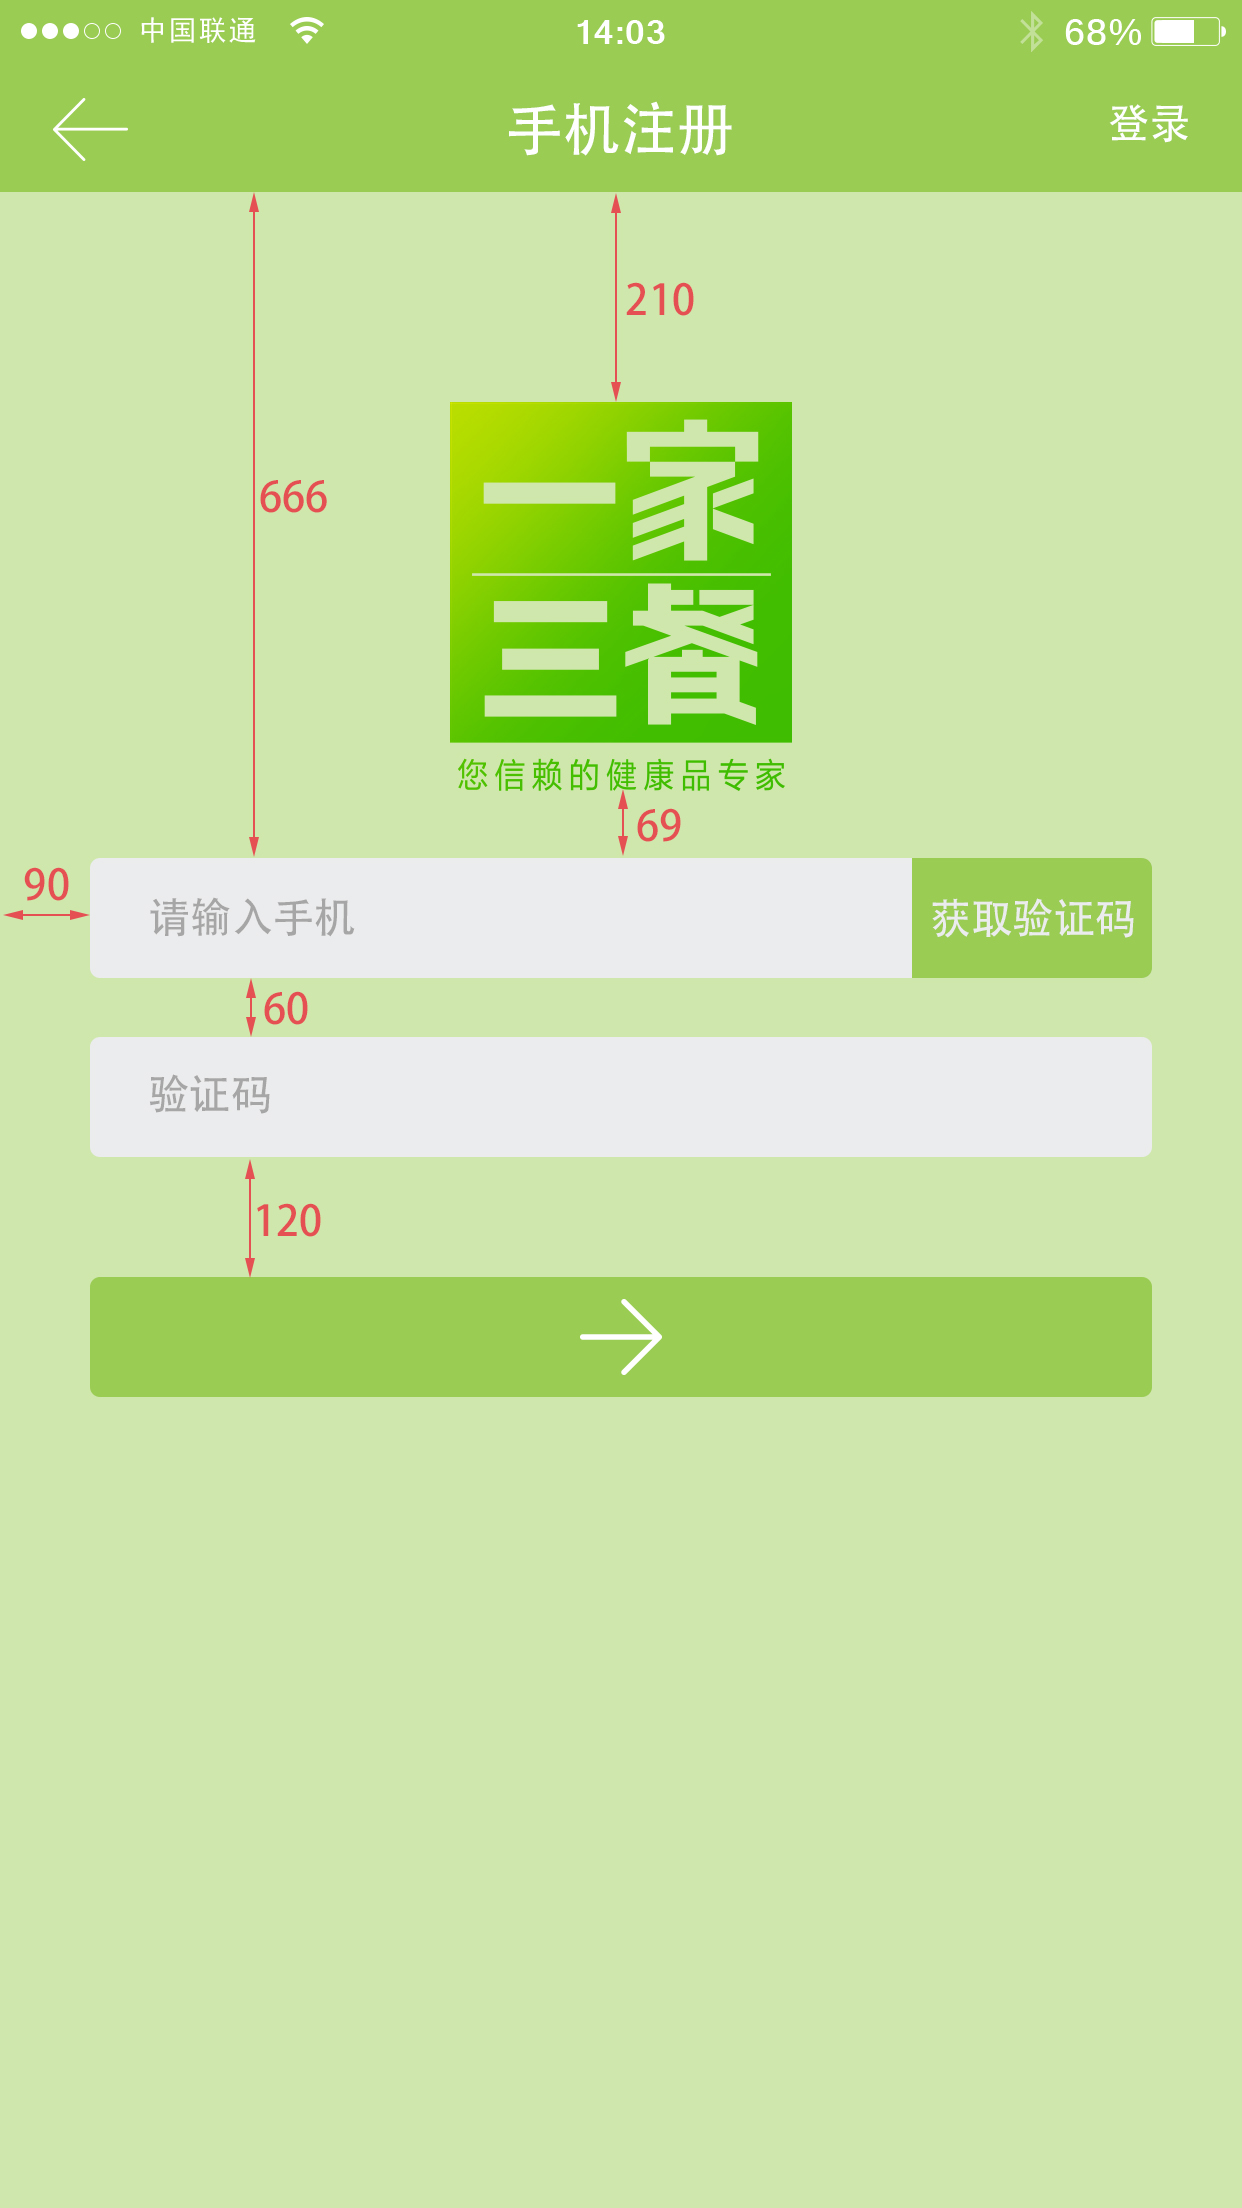 中国联通 14:03 68%
手机注册 登录
210
666
一家
三餐
您信赖的健康品专家
69
90
请输入手机 获取验证码
60
验证码
120